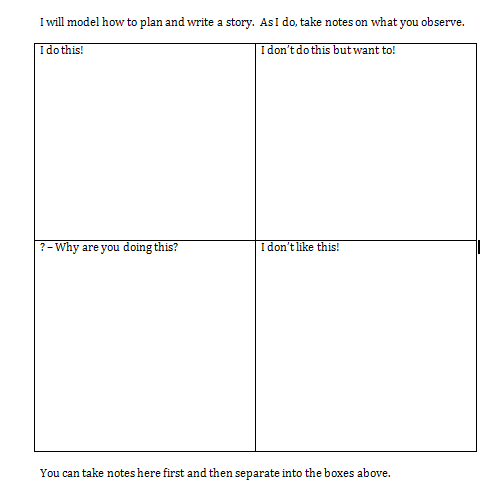 I will model how to plan and write a story.  As I do, take notes on what you observe.
I do this!
I don't do this but want to!
? – Why are you doing this?
I don't like this!
You can take notes here first and then separate into the boxes above.